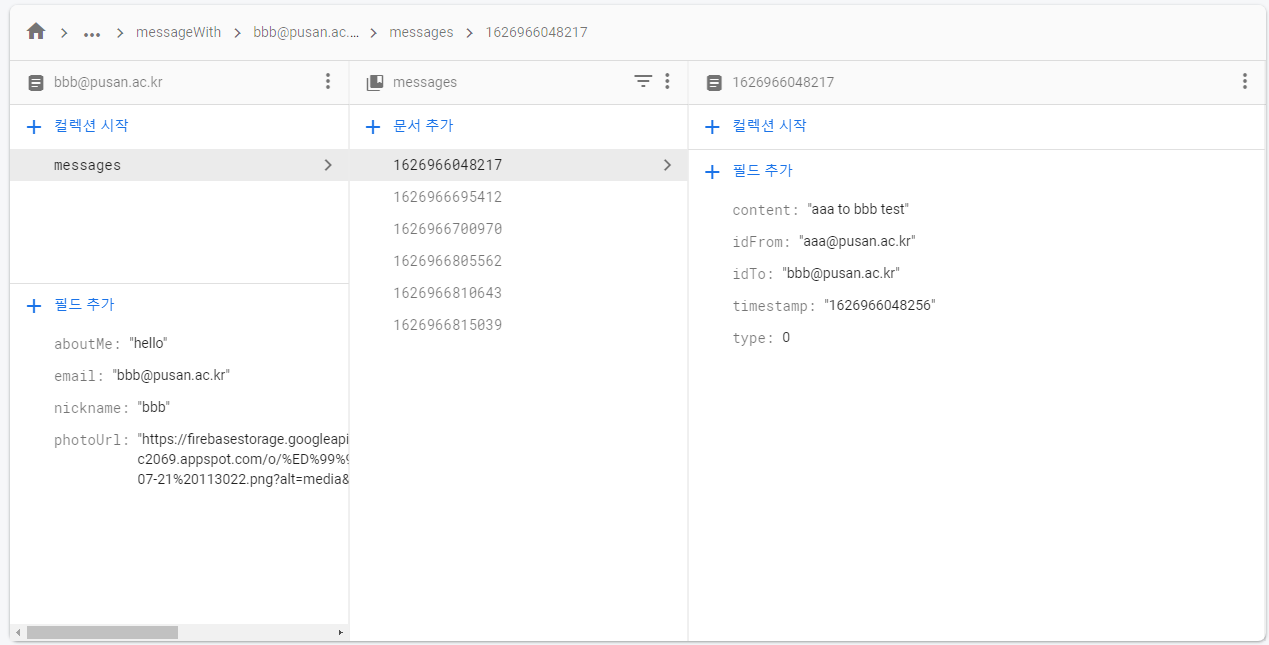 ... messageWith bbb@pusan.ac.... messages 1626966048217
bbb@pusan.ac.kr
컬렉션 시작
messages
필드 추가
aboutMe: "hello"
email: "bbb@pusan.ac.kr"
nickname: "bbb"
photoUrl: "https://firebasestorage.googleapi
c2069.appspot.com/o/%ED%99%9
07-21%20113022.png?alt=media&
messages
문서 추가
1626966048217
1626966695412
1626966700970
1626966805562
1626966810643
1626966815039
1626966048217
컬렉션 시작
필드 추가
content: "aaa to bbb test"
idFrom: "aaa@pusan.ac.kr"
idTo: "bbb@pusan.ac.kr"
timestamp: "1626966048256"
type: 0